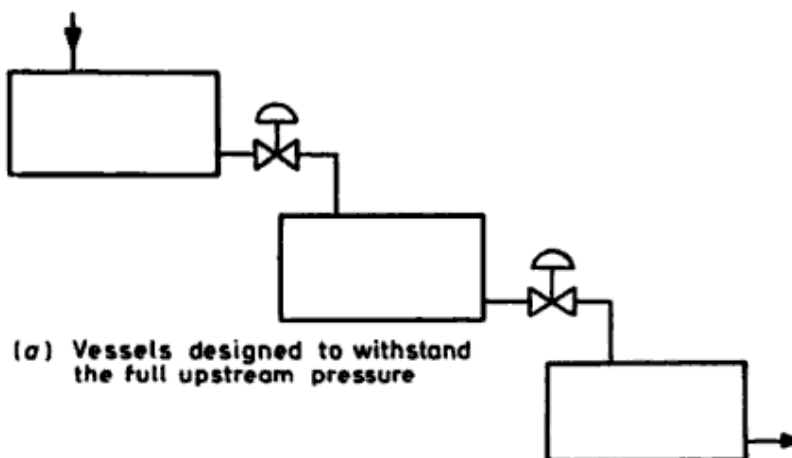 (a) Vessels designed to withstand
the full upstream pressure